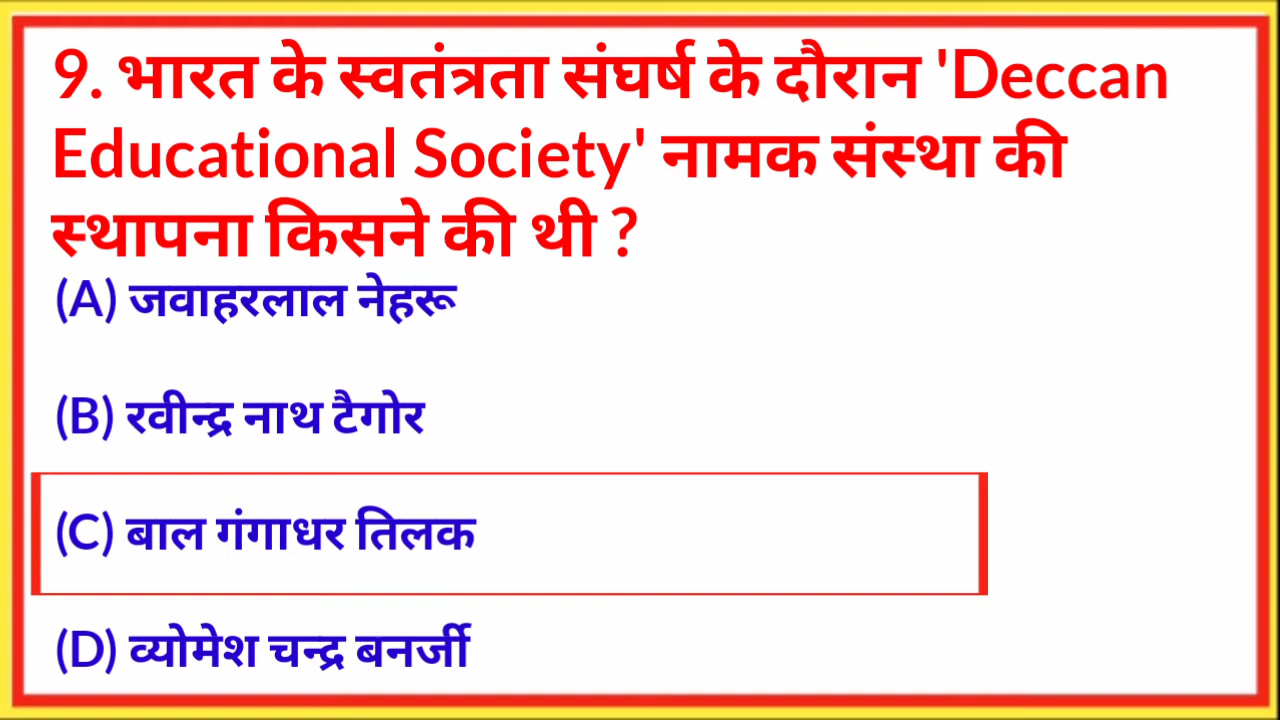 9. भारत के स्वतंत्रता संघर्ष के दौरान 'Deccan
Educational Society' नामक संस्था की
स्थापना किसने की थी ?
(A) जवाहरलाल नेहरू
(B) रवीन्द्र नाथ टैगोर
(C) बाल गंगाधर तिलक
(D) व्योमेश चन्द्र बनर्जी